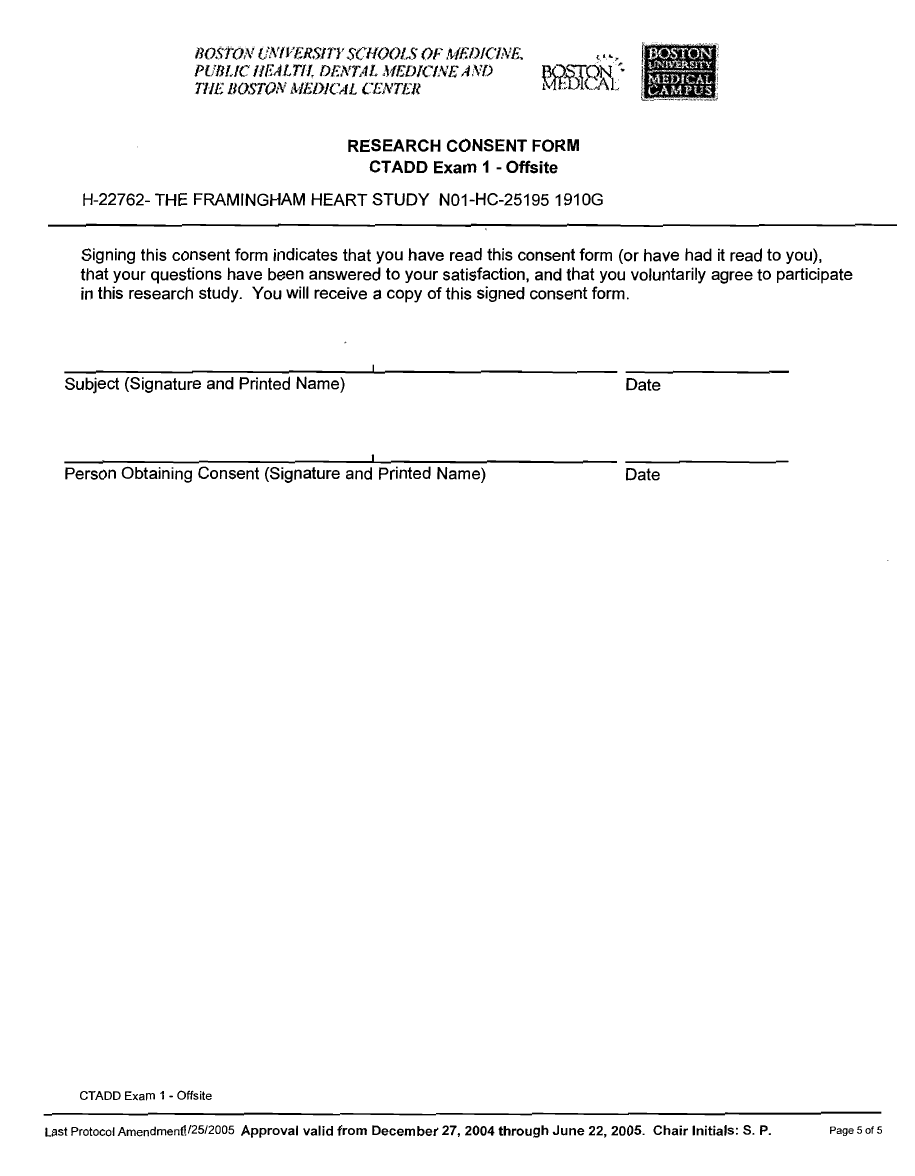 BOSTON UNIVERSITY SCHOOLS OF MEDICINE,
PUBLIC HEALTH, DENTAL MEDICINE AND
THE BOSTON MEDICAL CENTER
BOSTON
MEDICAL
BOSTON
UNIVERSITY
MEDICAL
CAMPUS
RESEARCH CONSENT FORM
CTADD Exam 1 - Offsite
H-22762- THE FRAMINGHAM HEART STUDY N01-HC-25195 1910G
Signing this consent form indicates that you have read this consent form (or have had it read to you),
that your questions have been answered to your satisfaction, and that you voluntarily agree to participate
in this research study. You will receive a copy of this signed consent form.
Subject (Signature and Printed Name) Date
Person Obtaining Consent (Signature and Printed Name) Date
CTADD Exam 1 - Offsite
Last Protocol Amendment 1/25/2005 Approval valid from December 27, 2004 through June 22, 2005. Chair Initials: S. P. Page 5 of 5